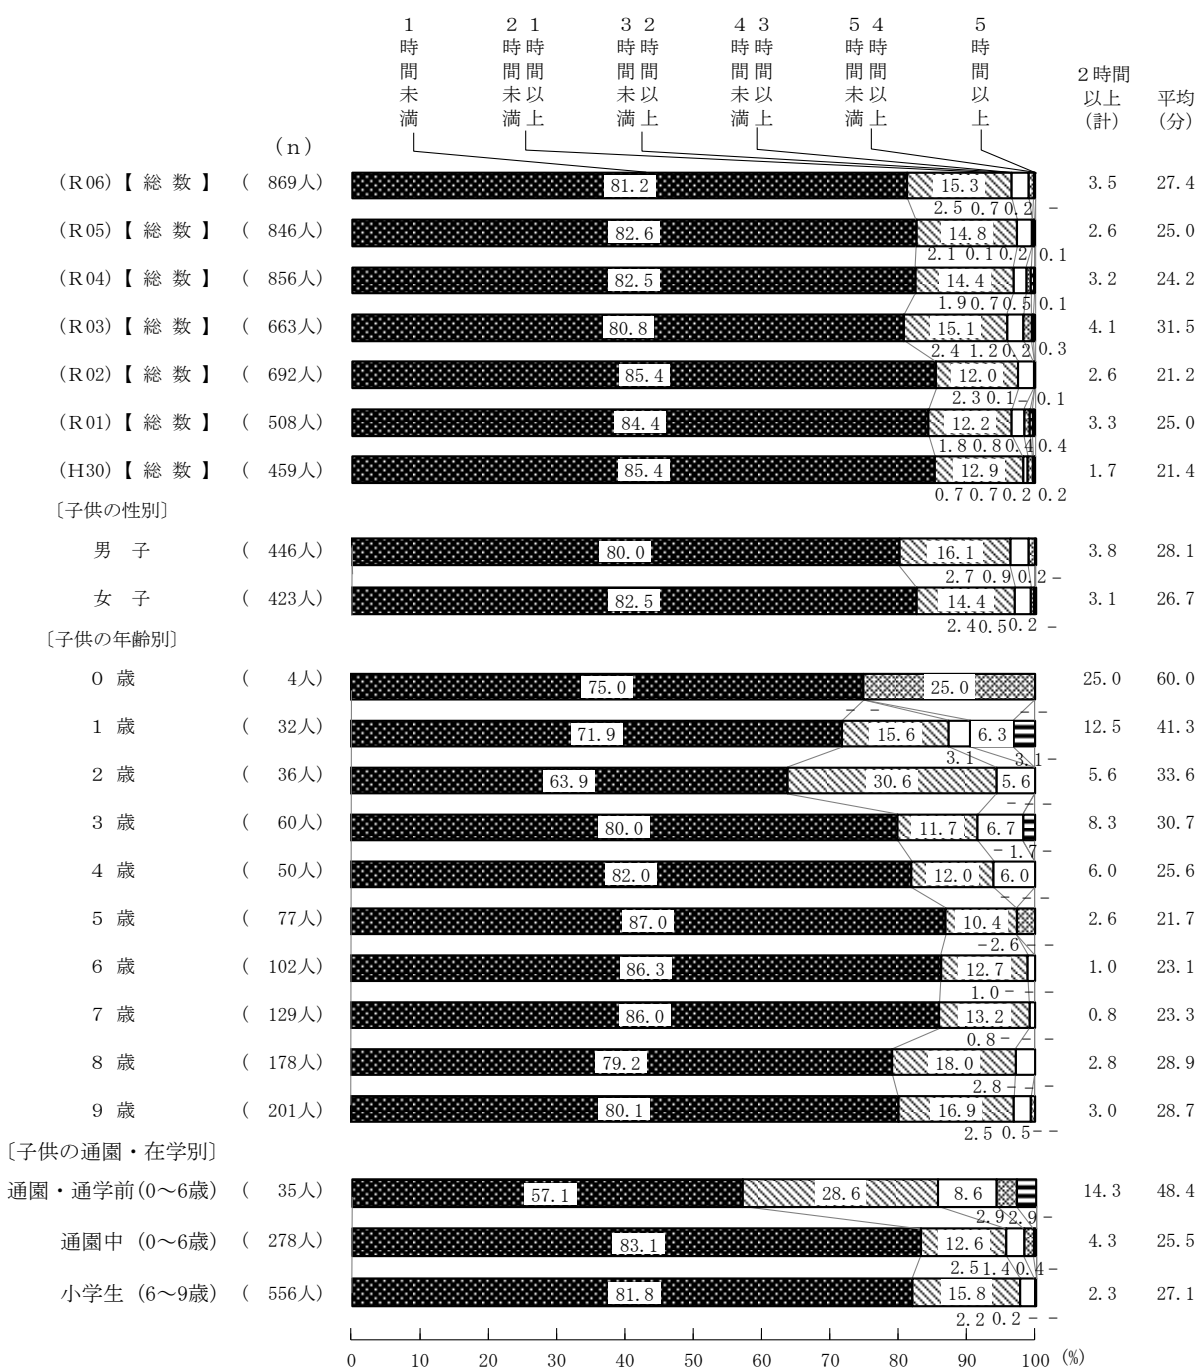 1時間未満
1時間以上2時間未満
2時間以上3時間未満
3時間以上4時間未満
4時間以上5時間未満
5時間以上
2時間以上(計)
平均(分)
(n)
(R06)【 総 数 】 ( 869人) 81.2 15.3 2.5 0.7 0.2 - 3.5 27.4
(R05)【 総 数 】 ( 846人) 82.6 14.8 2.1 0.1 0.2 0.1 2.6 25.0
(R04)【 総 数 】 ( 856人) 82.5 14.4 1.9 0.7 0.5 0.1 3.2 24.2
(R03)【 総 数 】 ( 663人) 80.8 15.1 2.4 1.2 0.2 0.3 4.1 31.5
(R02)【 総 数 】 ( 692人) 85.4 12.0 2.3 0.1 - 0.1 2.6 21.2
(R01)【 総 数 】 ( 508人) 84.4 12.2 1.8 0.8 0.4 0.4 3.3 25.0
(H30)【 総 数 】 ( 459人) 85.4 12.9 0.7 0.7 0.2 0.2 1.7 21.4
〔子供の性別〕
男 子 ( 446人) 80.0 16.1 2.7 0.9 0.2 - 3.8 28.1
女 子 ( 423人) 82.5 14.4 2.4 0.5 0.2 - 3.1 26.7
〔子供の年齢別〕
0 歳 ( 4人) 75.0 - - 25.0 - - 25.0 60.0
1 歳 ( 32人) 71.9 15.6 3.1 6.3 3.1 - 12.5 41.3
2 歳 ( 36人) 63.9 30.6 5.6 - - - 5.6 33.6
3 歳 ( 60人) 80.0 11.7 6.7 - 1.7 - 8.3 30.7
4 歳 ( 50人) 82.0 12.0 6.0 - - - 6.0 25.6
5 歳 ( 77人) 87.0 10.4 - 2.6 - - 2.6 21.7
6 歳 ( 102人) 86.3 12.7 1.0 - - - 1.0 23.1
7 歳 ( 129人) 86.0 13.2 0.8 - - - 0.8 23.3
8 歳 ( 178人) 79.2 18.0 2.8 - - - 2.8 28.9
9 歳 ( 201人) 80.1 16.9 2.5 0.5 - - 3.0 28.7
〔子供の通園・在学別〕
通園・通学前(0～6歳) ( 35人) 57.1 28.6 8.6 2.9 2.9 - 14.3 48.4
通園中 (0～6歳) ( 278人) 83.1 12.6 2.5 1.4 0.4 - 4.3 25.5
小学生 (6～9歳) ( 556人) 81.8 15.8 2.2 0.2 - - 2.3 27.1
0 10 20 30 40 50 60 70 80 90 100 (%)